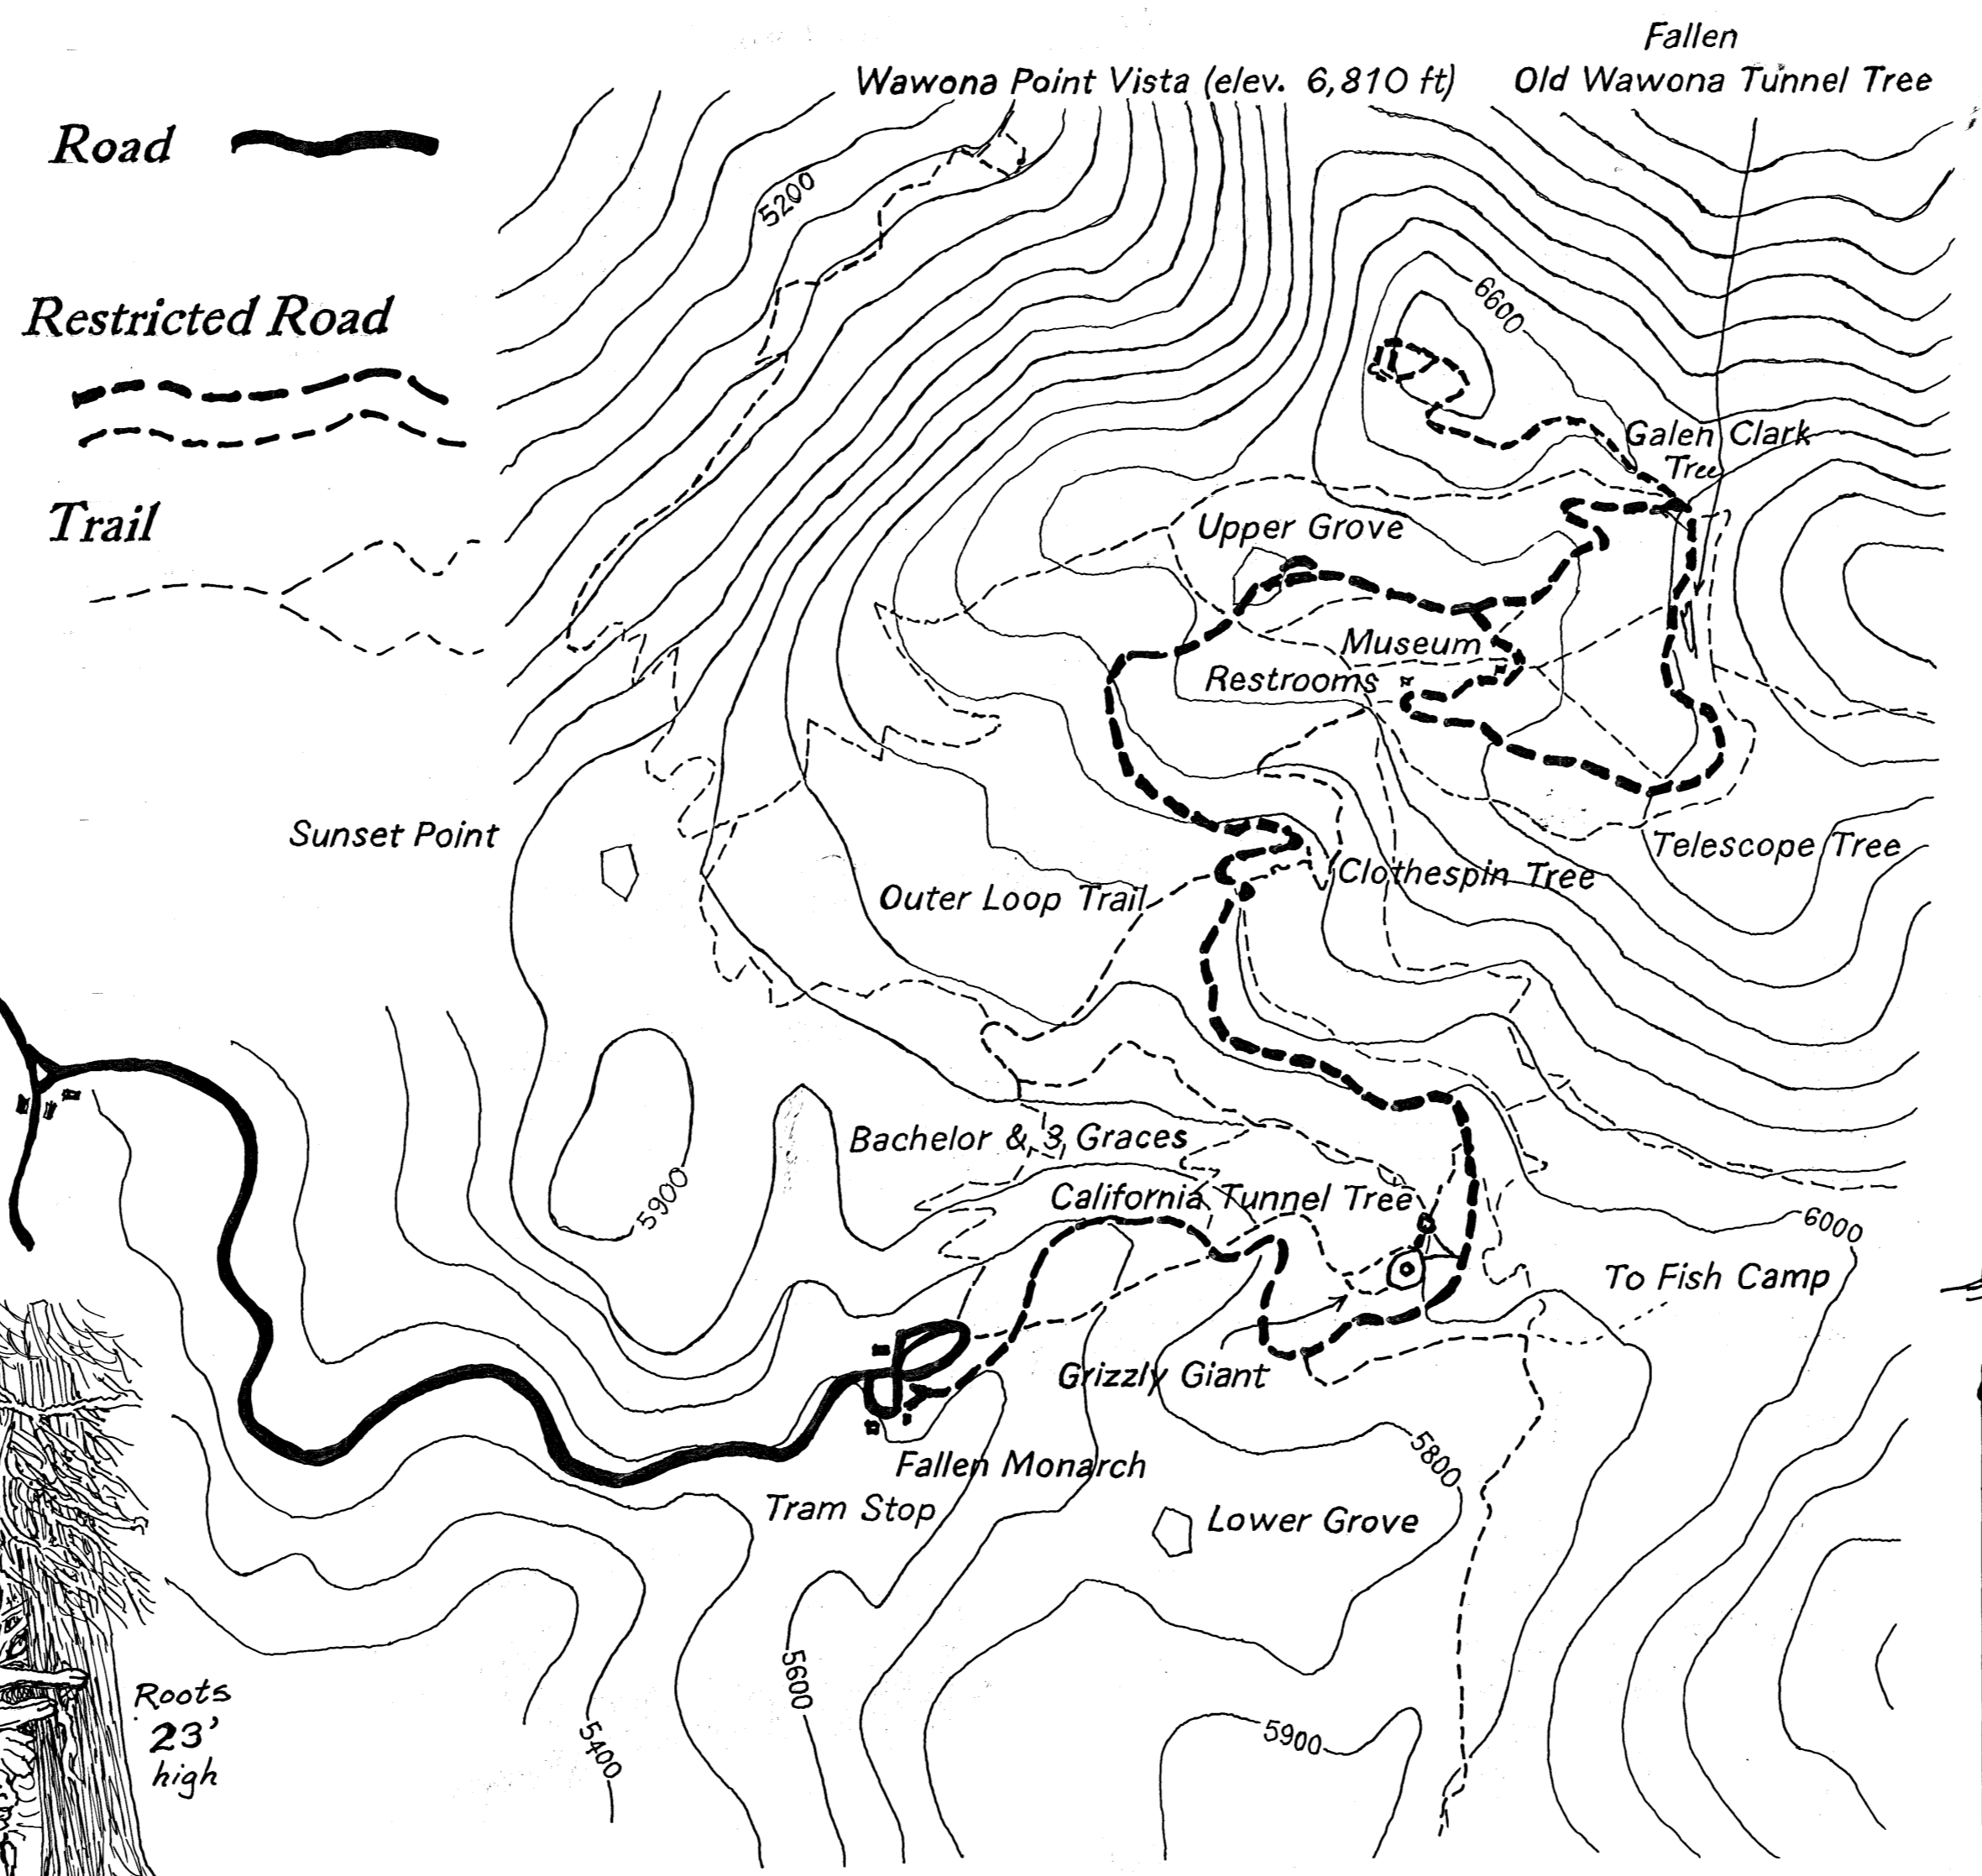 Fallen
Wawona Point Vista (elev. 6,810 ft)
Old Wawona Tunnel Tree
Road
5200
Restricted Road
6600
Galen Clark
Tree
Trail
Upper Grove
Museum
Restrooms
Sunset Point
Telescope Tree
Clothespin Tree
Outer Loop Trail
Bachelor & 3 Graces
California Tunnel Tree
5900
6000
To Fish Camp
Grizzly Giant
Fallen Monarch
5800
Tram Stop
Lower Grove
Roots
23'
high
5600
5400
5900